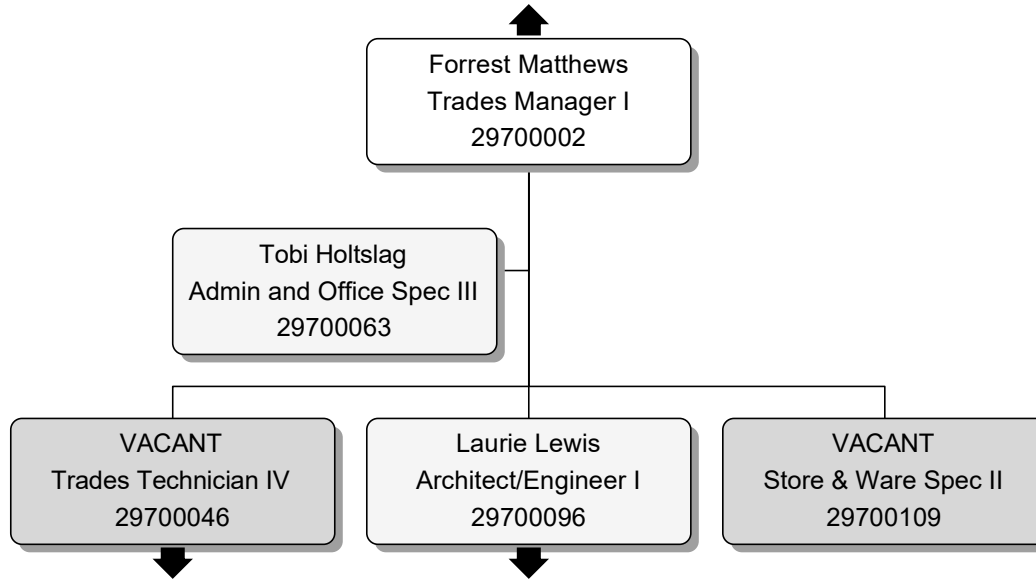 Forrest Matthews
Trades Manager I
29700002
Tobi Holtslag
Admin and Office Spec III
29700063
VACANT
Trades Technician IV
29700046
Laurie Lewis
Architect/Engineer I
29700096
VACANT
Store & Ware Spec II
29700109